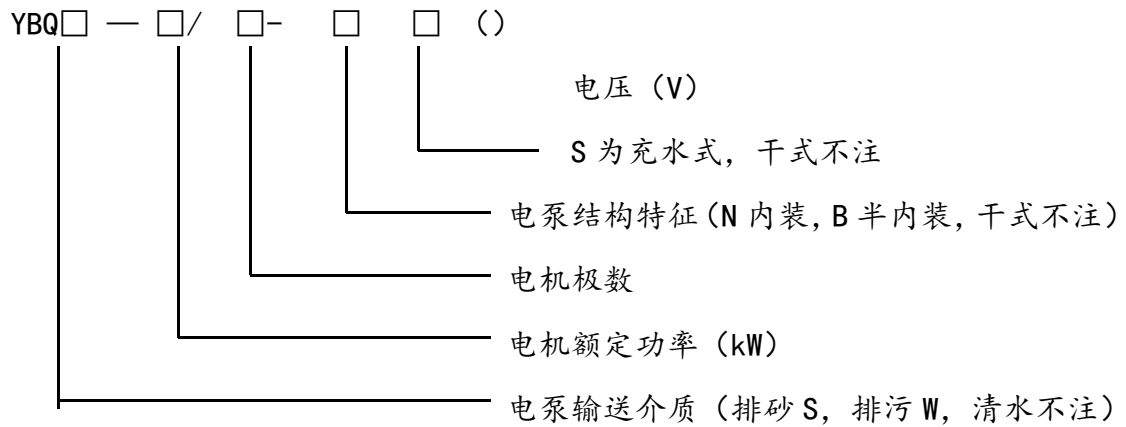 YBQ□ — □/ □- □ □ ()
电压（V）
S 为充水式，干式不注
电泵结构特征(N 内装,B 半内装,干式不注)
电机极数
电机额定功率（kW）
电泵输送介质（排砂 S，排污 W，清水不注）